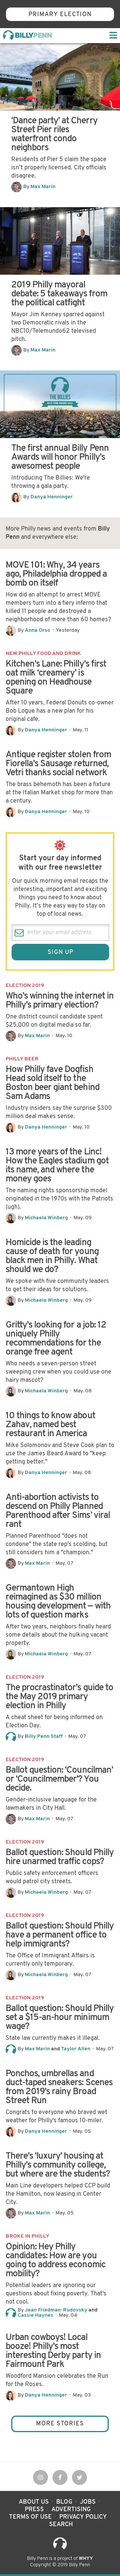 PRIMARY ELECTION
BILLYPENN
'Dance party' at Cherry
Street Pier riles
waterfront condo
neighbors
Residents of Pier 5 claim the space
isn't properly licensed. City officials
disagree.
By Max Marin
2019 Philly mayoral
debate: 5 takeaways from
the political catfight
Mayor Jim Kenney sparred against
two Democratic rivals in the
NBC10/Telemundo62 televised
pitch.
By Max Marin
THE BILLIES
The first annual Billy Penn
Awards will honor Philly's
most awesomest people
Introducing The Billies: We're
throwing a gala party.
By Danya Henninger
More Philly news and events from Billy
Penn and everywhere else:
MOVE 101: Why, 34 years
ago, Philadelphia dropped a
bomb on itself
How did an attempt to arrest MOVE
members turn into a fiery inferno that
killed 11 people and destroyed a
neighborhood of more than 60 homes?
By Anna Orso · Yesterday
NEW PHILLY FOOD AND DRINK
Kitchen's Lane: Philly's first
oat milk 'creamery' is
opening on Headhouse
Square
After 10 years, Federal Donuts co-owner
Bob Logue is a new plan for his
original cafe.
By Danya Henninger · May, 11
Antique register stolen from
Fiorella's Sausage returned,
Vetri thanks social network
The brass behemoth has been a fixture
at the Italian Market shop for more than
a century.
By Danya Henninger · May, 10
Start your day informed
with our free newsletter
Our quick morning email recaps the
interesting, important and surprising
things you need to know about
Philly. It's the easy way to stay on
top of local news.
enter your email address
SIGN UP
ELECTION 2019
Who's winning the internet in
Philly's primary election?
One district council candidate spent
$25,000 on digital media so far.
By Max Marin · May, 10
PHILLY BEER
How Philly fave Dogfish
Head sold itself to the
Boston beer giant behind
Sam Adams
Industry insiders say the surprise $300
million deal makes sense.
By Danya Henninger · May, 10
13 more years of the Linc!
How the Eagles stadium got
its name, and where the
money goes
The naming rights sponsorship model
originated in the 1970s with the Patriots
(ugh).
By Michaela Winberg · May, 09
Homicide is the leading
cause of death for young
black men in Philly. What
should we do?
We spoke with five community leaders
to get their ideas for solutions.
By Michaela Winberg · May, 09
Gritty's looking for a job: 12
uniquely Philly
recommendations for the
orange free agent
Who needs a seven-person street
sweeping crew when you could use one
hairy mascot?
By Michaela Winberg · May, 08
10 things to know about
Zahav, named best
restaurant in America
Mike Solomonov and Steve Cook plan to
use the James Beard Award to "keep
getting better."
By Danya Henninger · May, 08
Anti-abortion activists to
descend on Philly Planned
Parenthood after Sims' viral
rant
Planned Parenthood "does not
condone" the state rep's scolding, but
still considers him a "champion."
By Max Marin · May, 07
Germantown High
reimagined as $30 million
housing development — with
lots of question marks
After two years, neighbors finally heard
some details about the hulking vacant
property.
By Michaela Winberg · May, 07
ELECTION 2019
The procrastinator's guide to
the May 2019 primary
election in Philly
A cheat sheet for being informed on
Election Day.
By Billy Penn Staff · May, 07
ELECTION 2019
Ballot question: 'Councilman'
or 'Councilmember'? You
decide.
Gender-inclusive language for the
lawmakers in City Hall.
By Max Marin · May, 07
ELECTION 2019
Ballot question: Should Philly
hire unarmed traffic cops?
Public safety enforcement officers
would patrol city streets.
By Michaela Winberg · May, 07
ELECTION 2019
Ballot question: Should Philly
have a permanent office to
help immigrants?
The Office of Immigrant Affairs is
currently only temporary.
By Michaela Winberg · May, 07
ELECTION 2019
Ballot question: Should Philly
set a $15-an-hour minimum
wage?
State law currently makes it illegal.
By Max Marin and Taylor Allen · May, 07
Ponchos, umbrellas and
duct-taped sneakers: Scenes
from 2019's rainy Broad
Street Run
Congrats to everyone who braved wet
weather for Philly's famous 10-miler.
By Danya Henninger · May, 05
There's 'luxury' housing at
Philly's community college,
but where are the students?
Main Line developers helped CCP build
the Hamilton, now leasing in Center
City.
By Max Marin · May, 05
BROKE IN PHILLY
Opinion: Hey Philly
candidates: How are you
going to address economic
mobility?
Potential leaders are ignoring our
questions about fixing poverty. That's
not cool.
By Jean Friedman-Rudovsky and
Cassie Haynes · May, 04
Urban cowboys! Local
booze! Philly's most
interesting Derby party in
Fairmount Park
Woodford Mansion celebrates the Run
for the Roses.
By Danya Henninger · May, 03
MORE STORIES
ABOUT US BLOG JOBS
PRESS ADVERTISING
TERMS OF USE PRIVACY POLICY
SEARCH
Billy Penn is a project of WHYY
Copyright © 2019 Billy Penn